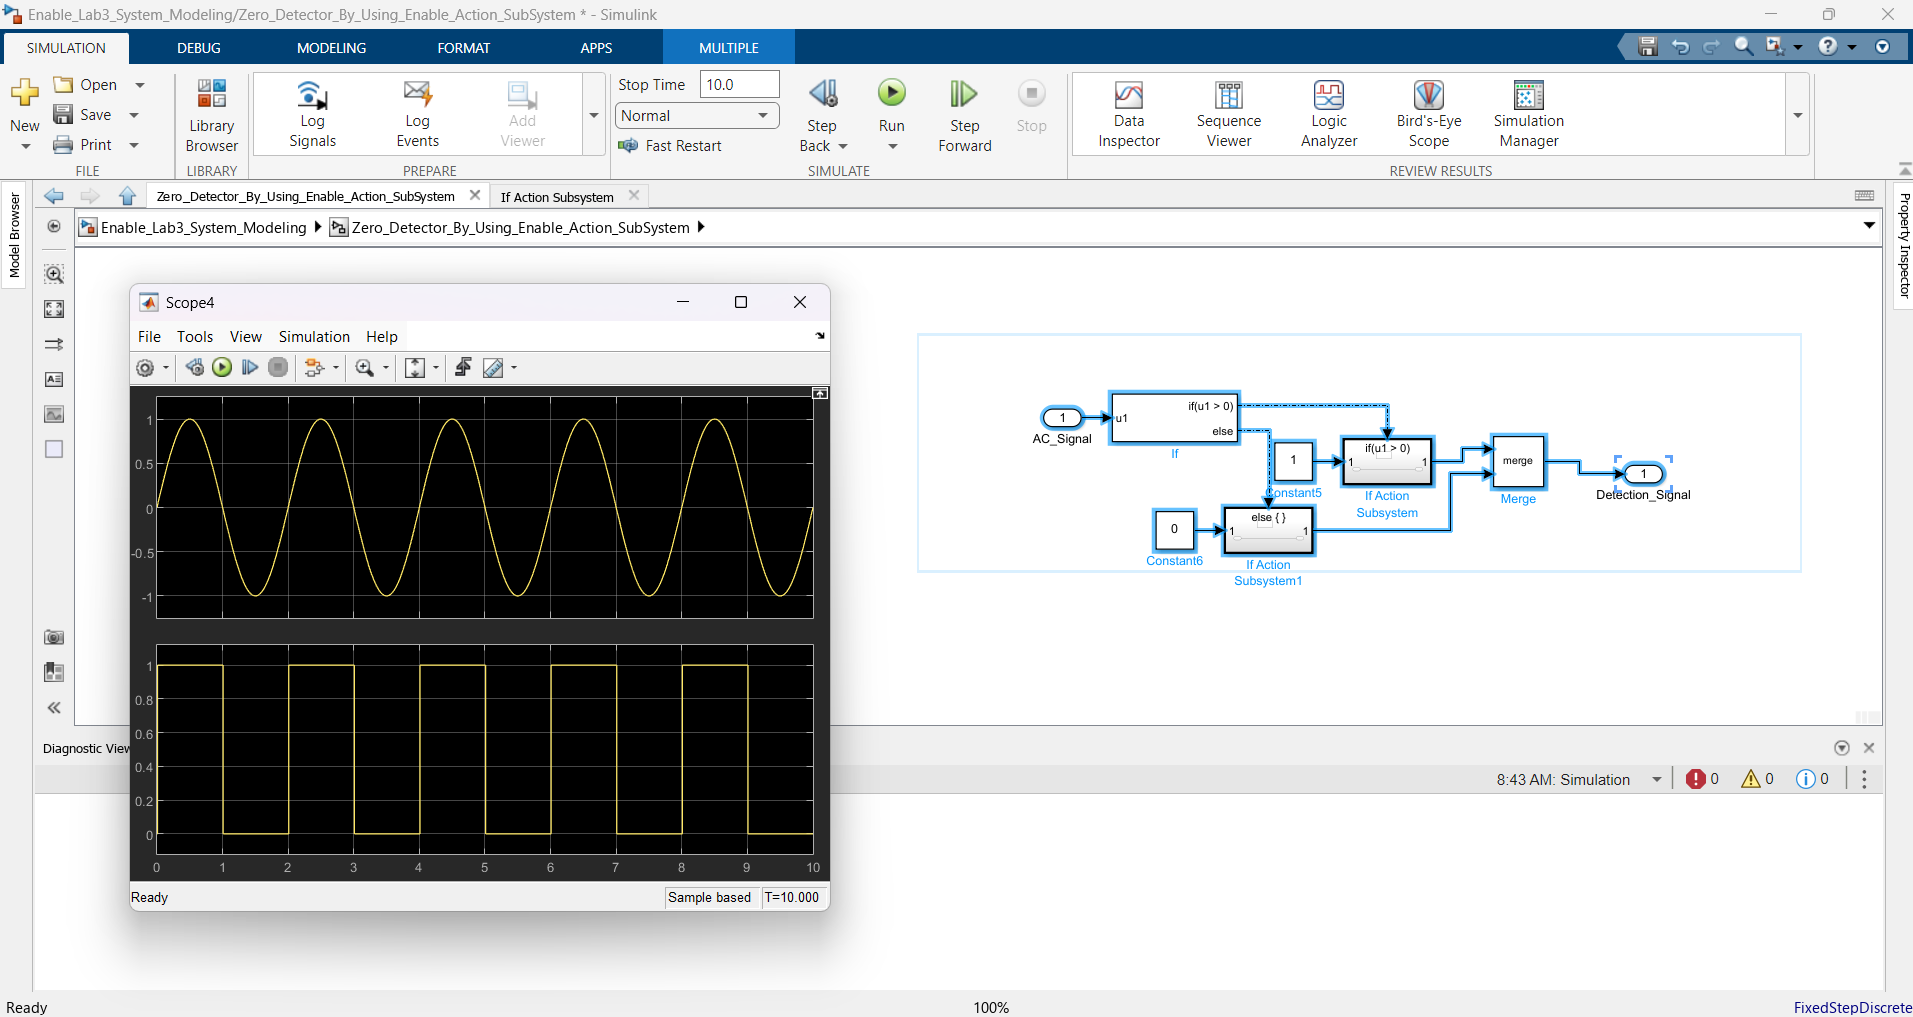 Enable_Lab3_System_Modeling/Zero_Detector_By_Using_Enable_Action_SubSystem * - Simulink
SIMULATION DEBUG MODELING FORMAT APPS MULTIPLE
New
Open
Save
Print
FILE
Library Browser
LIBRARY
Log Signals
Log Events
Add Viewer
PREPARE
Stop Time 10.0
Normal
Fast Restart
Step Back
Run
Step Forward
Stop
SIMULATE
Data Inspector
Sequence Viewer
Logic Analyzer
Bird's-Eye Scope
Simulation Manager
REVIEW RESULTS
Model Browser
Zero_Detector_By_Using_Enable_Action_SubSystem
If Action Subsystem
Property Inspector
Enable_Lab3_System_Modeling
Zero_Detector_By_Using_Enable_Action_SubSystem
Scope4
File Tools View Simulation Help
1
0.5
0
-0.5
-1
1
0.8
0.6
0.4
0.2
0
0 1 2 3 4 5 6 7 8 9 10
Ready
Sample based
T=10.000
1
AC_Signal
u1
if(u1 > 0)
else
If
1
onstant5
if(u1 > 0)
1 1
If Action
Subsystem
merge
Merge
1
Detection_Signal
0
Constant6
else { }
1 1
If Action
Subsystem1
Diagnostic View
8:43 AM: Simulation
0 0 0
Ready
100%
FixedStepDiscrete